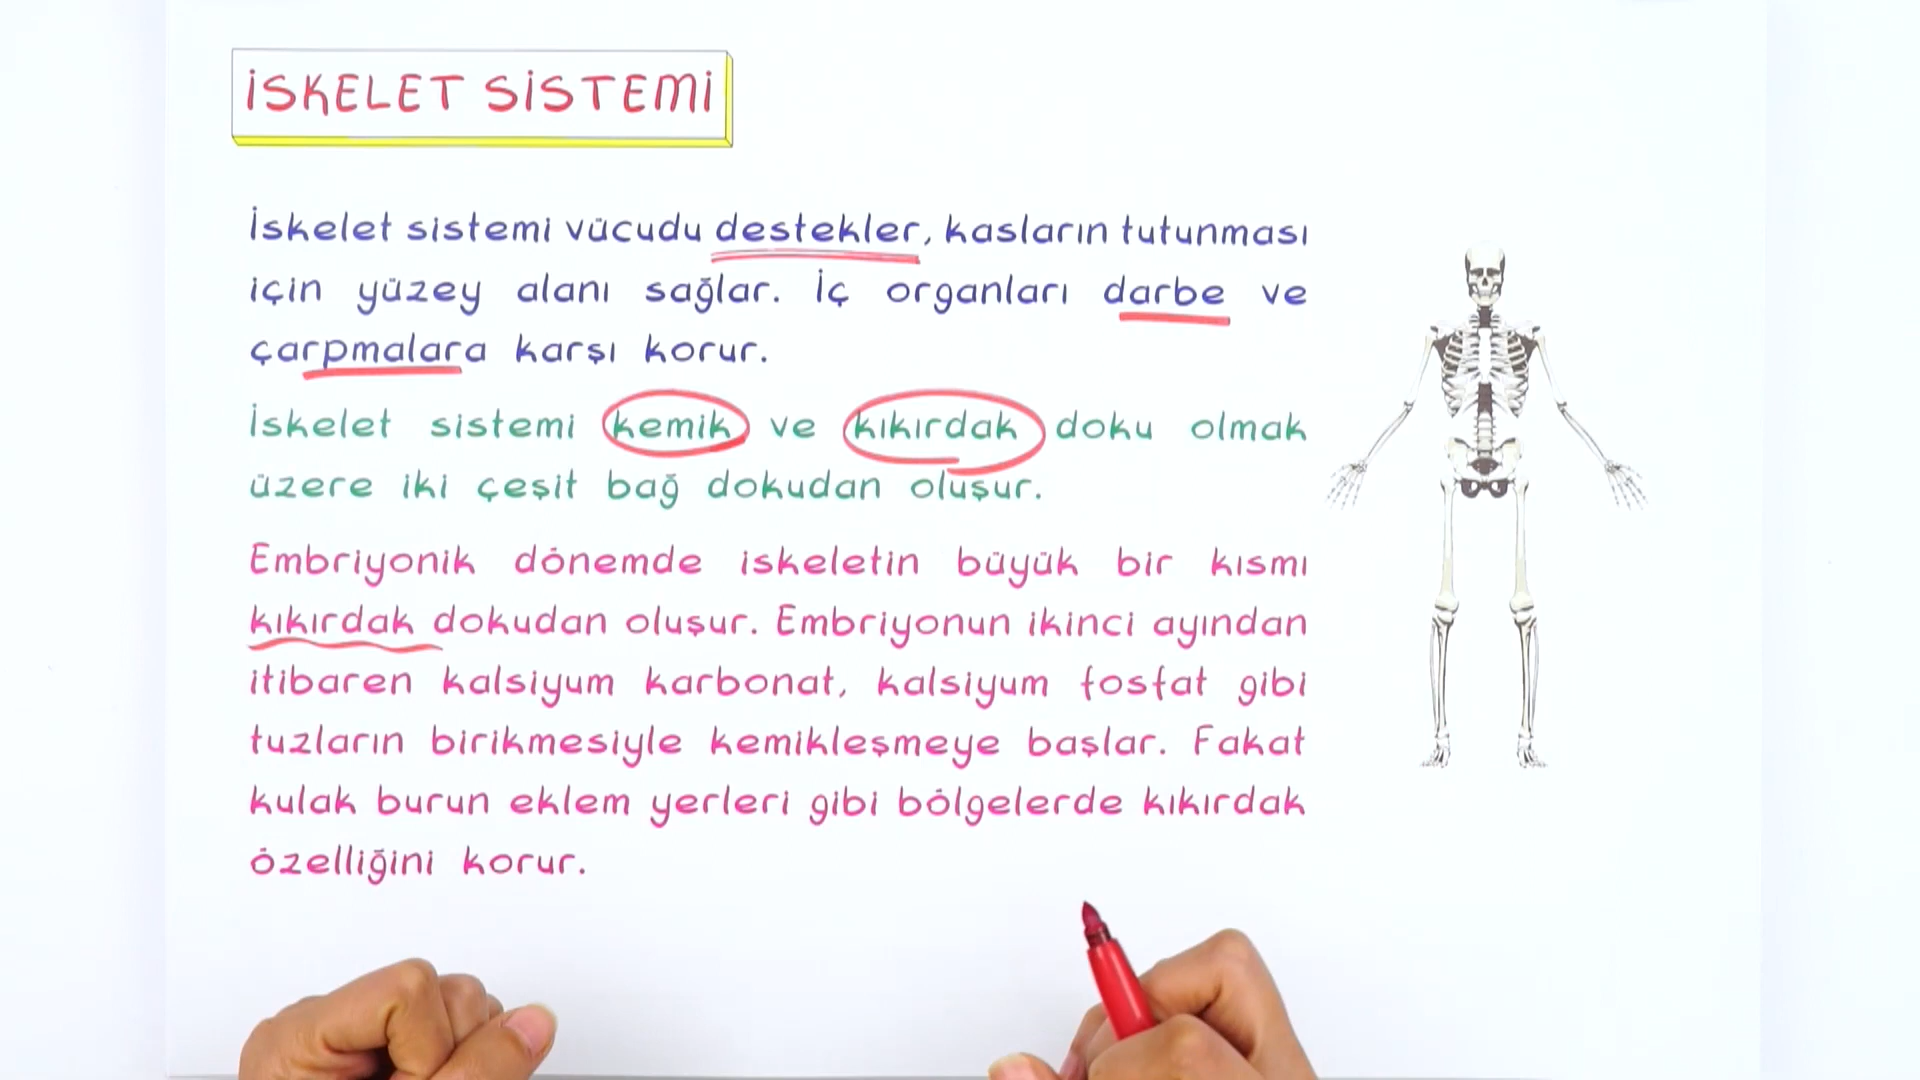 İSKELET SİSTEMİ
İskelet sistemi vücudu destekler, kasların tutunması
için yüzey alanı sağlar. İç organları darbe ve
çarpmalara karşı korur.
İskelet sistemi kemik ve kıkırdak doku olmak
üzere iki çeşit bağ dokudan oluşur.
Embriyonik dönemde iskeletin büyük bir kısmı
kıkırdak dokudan oluşur. Embriyonun ikinci ayından
itibaren kalsiyum karbonat, kalsiyum fosfat gibi
tuzların birikmesiyle kemikleşmeye başlar. Fakat
kulak burun eklem yerleri gibi bölgelerde kıkırdak
özelliğini korur.